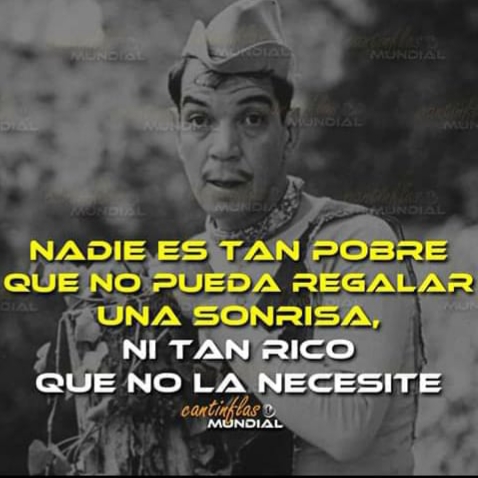 NADIE ES TAN POBRE
QUE NO PUEDA REGALAR
UNA SONRISA,
NI TAN RICO
QUE NO LA NECESITE
cantinflas
MUNDIAL